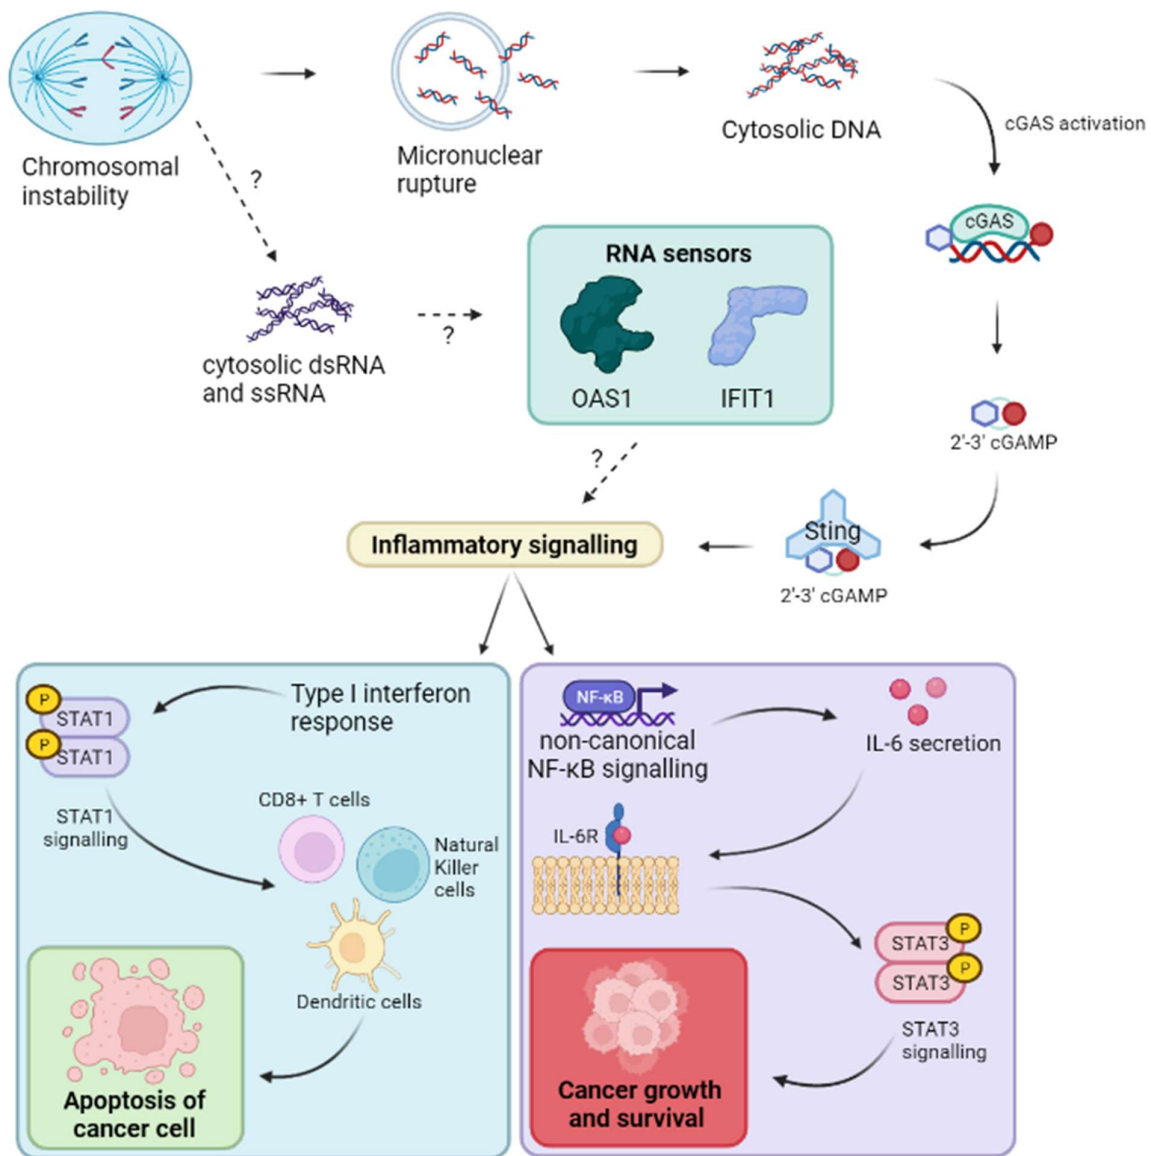 Chromosomal
instability
Micronuclear
rupture
Cytosolic DNA
cGAS activation
cGAS
?
RNA sensors
cytosolic dsRNA
and ssRNA
?
OAS1
IFIT1
2'-3' cGAMP
?
Inflammatory signalling
Sting
2'-3' cGAMP
Type I interferon
response
P
STAT1
P
STAT1
STAT1
signalling
CD8+ T cells
Natural
Killer
cells
Dendritic cells
Apoptosis of
cancer cell
NF-κB
non-canonical
NF-κB signalling
IL-6 secretion
IL-6R
P
STAT3
P
STAT3
STAT3
signalling
Cancer growth
and survival